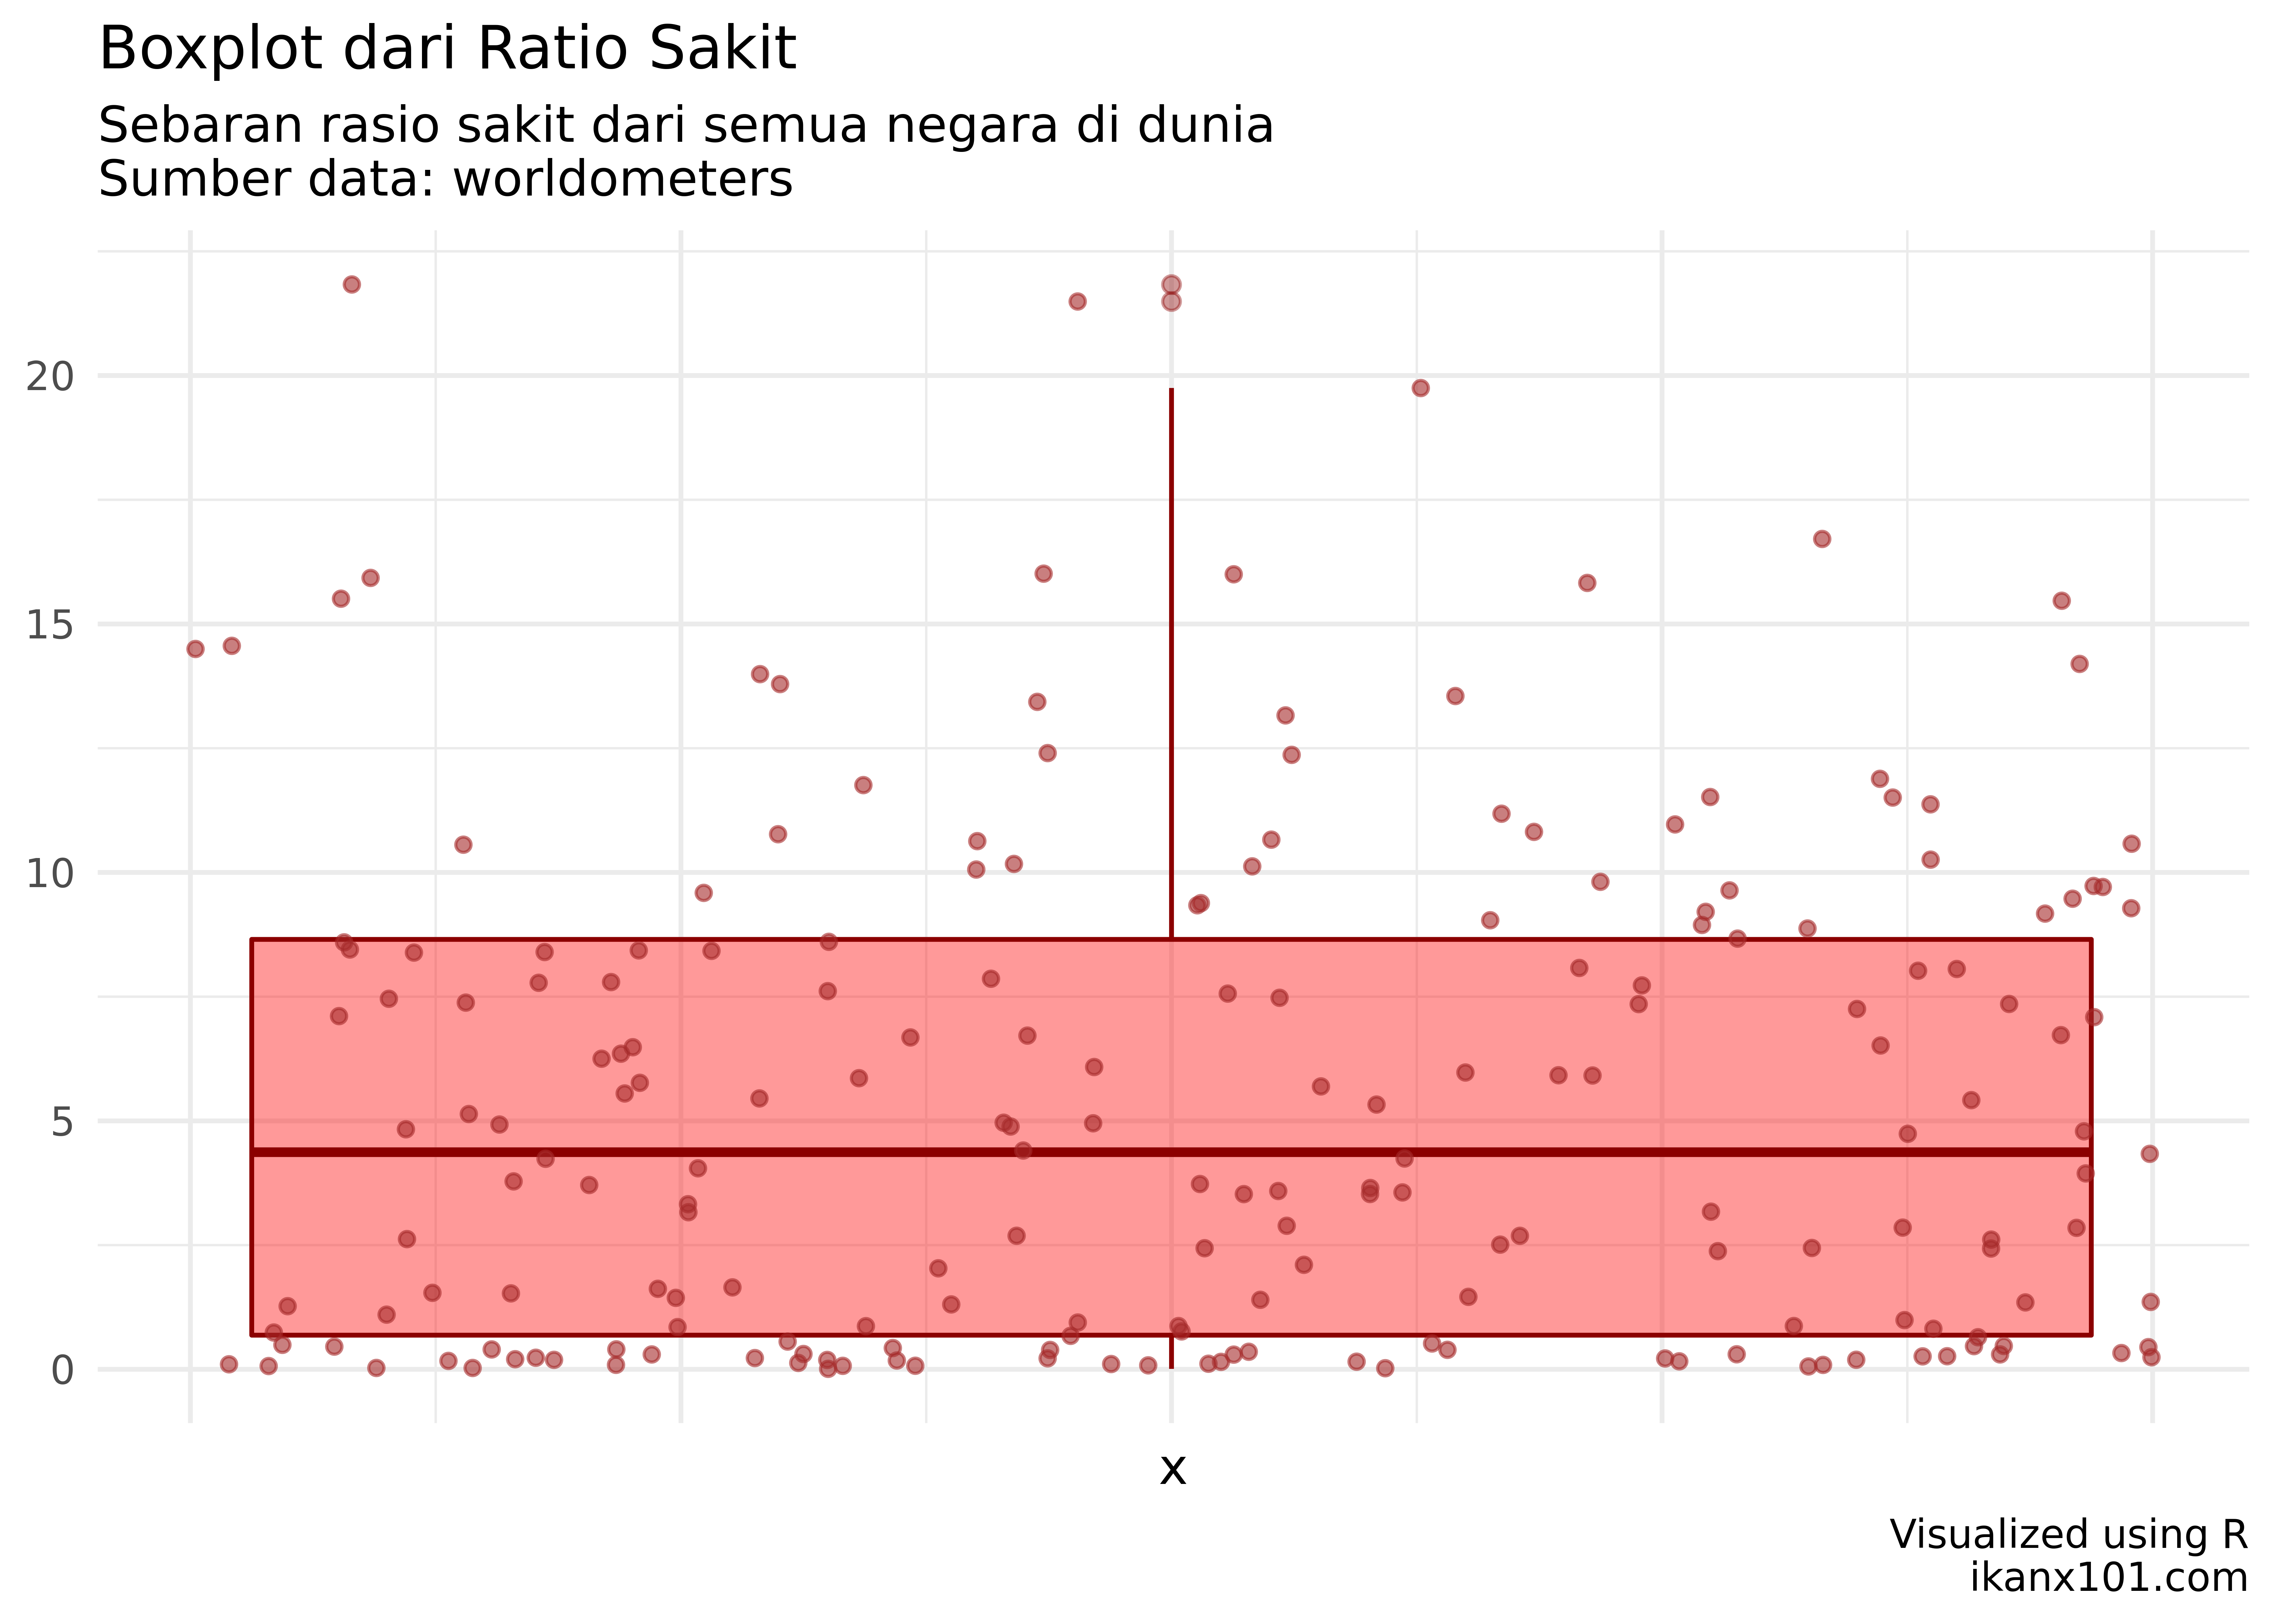 Boxplot dari Ratio Sakit
Sebaran rasio sakit dari semua negara di dunia
Sumber data: worldometers
20
15
10
5
0
x
Visualized using R
ikanx101.com